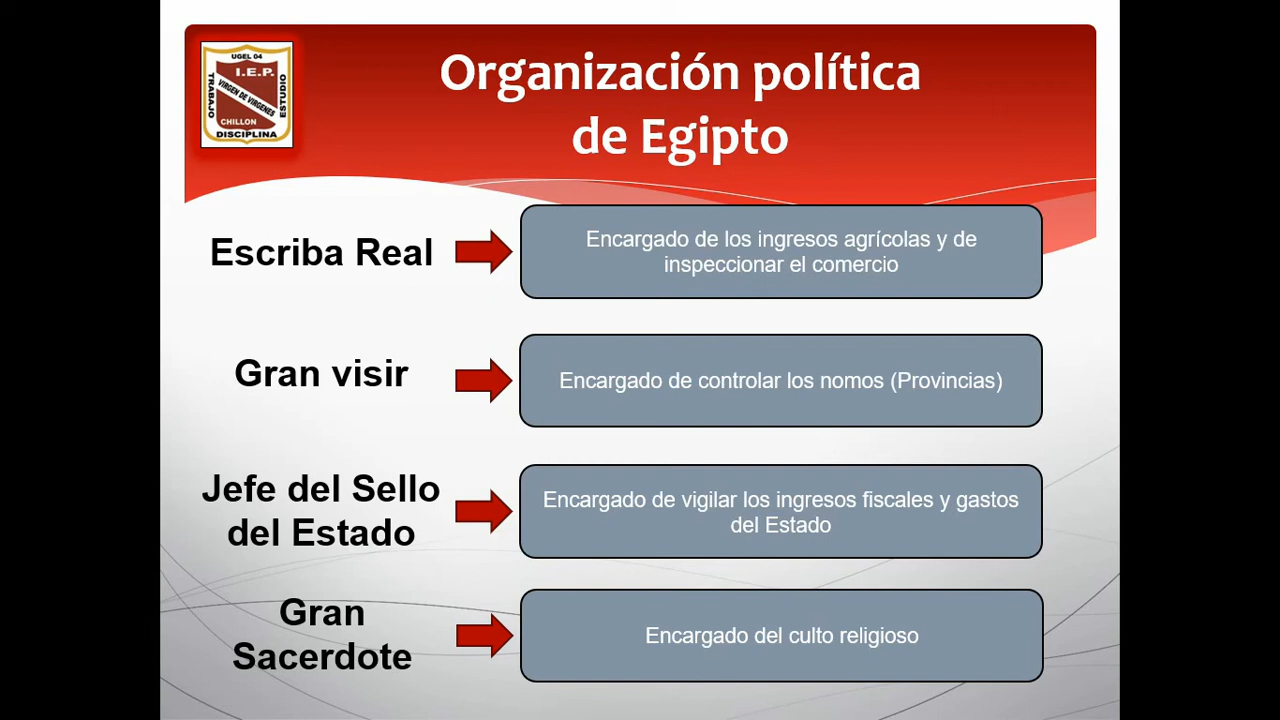 Organización política
de Egipto
UGEL 04
I.E.P.
TRABAJO
VIRGEN DE VIRGENES
ESTUDIO
CHILLON
DISCIPLINA
Escriba Real
Encargado de los ingresos agrícolas y de
inspeccionar el comercio
Gran visir
Encargado de controlar los nomos (Provincias)
Jefe del Sello
del Estado
Encargado de vigilar los ingresos fiscales y gastos
del Estado
Gran
Sacerdote
Encargado del culto religioso